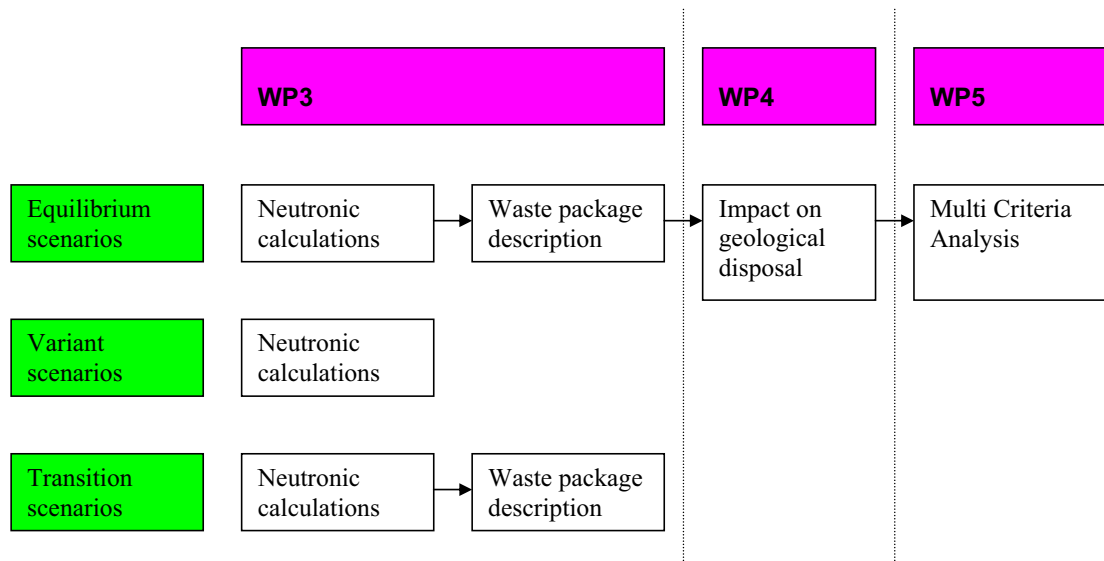 WP3
WP4
WP5
Equilibrium
scenarios
Neutronic
calculations
Waste package
description
Impact on
geological
disposal
Multi Criteria
Analysis
Variant
scenarios
Neutronic
calculations
Transition
scenarios
Neutronic
calculations
Waste package
description